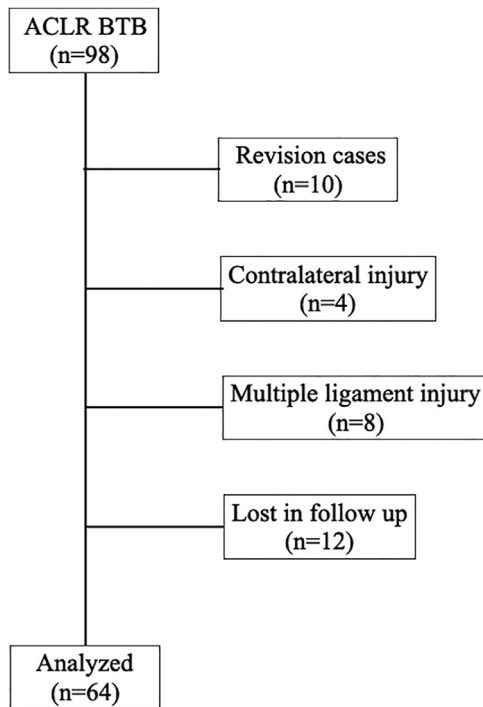 ACLR BTB
(n=98)
Revision cases
(n=10)
Contralateral injury
(n=4)
Multiple ligament injury
(n=8)
Lost in follow up
(n=12)
Analyzed
(n=64)